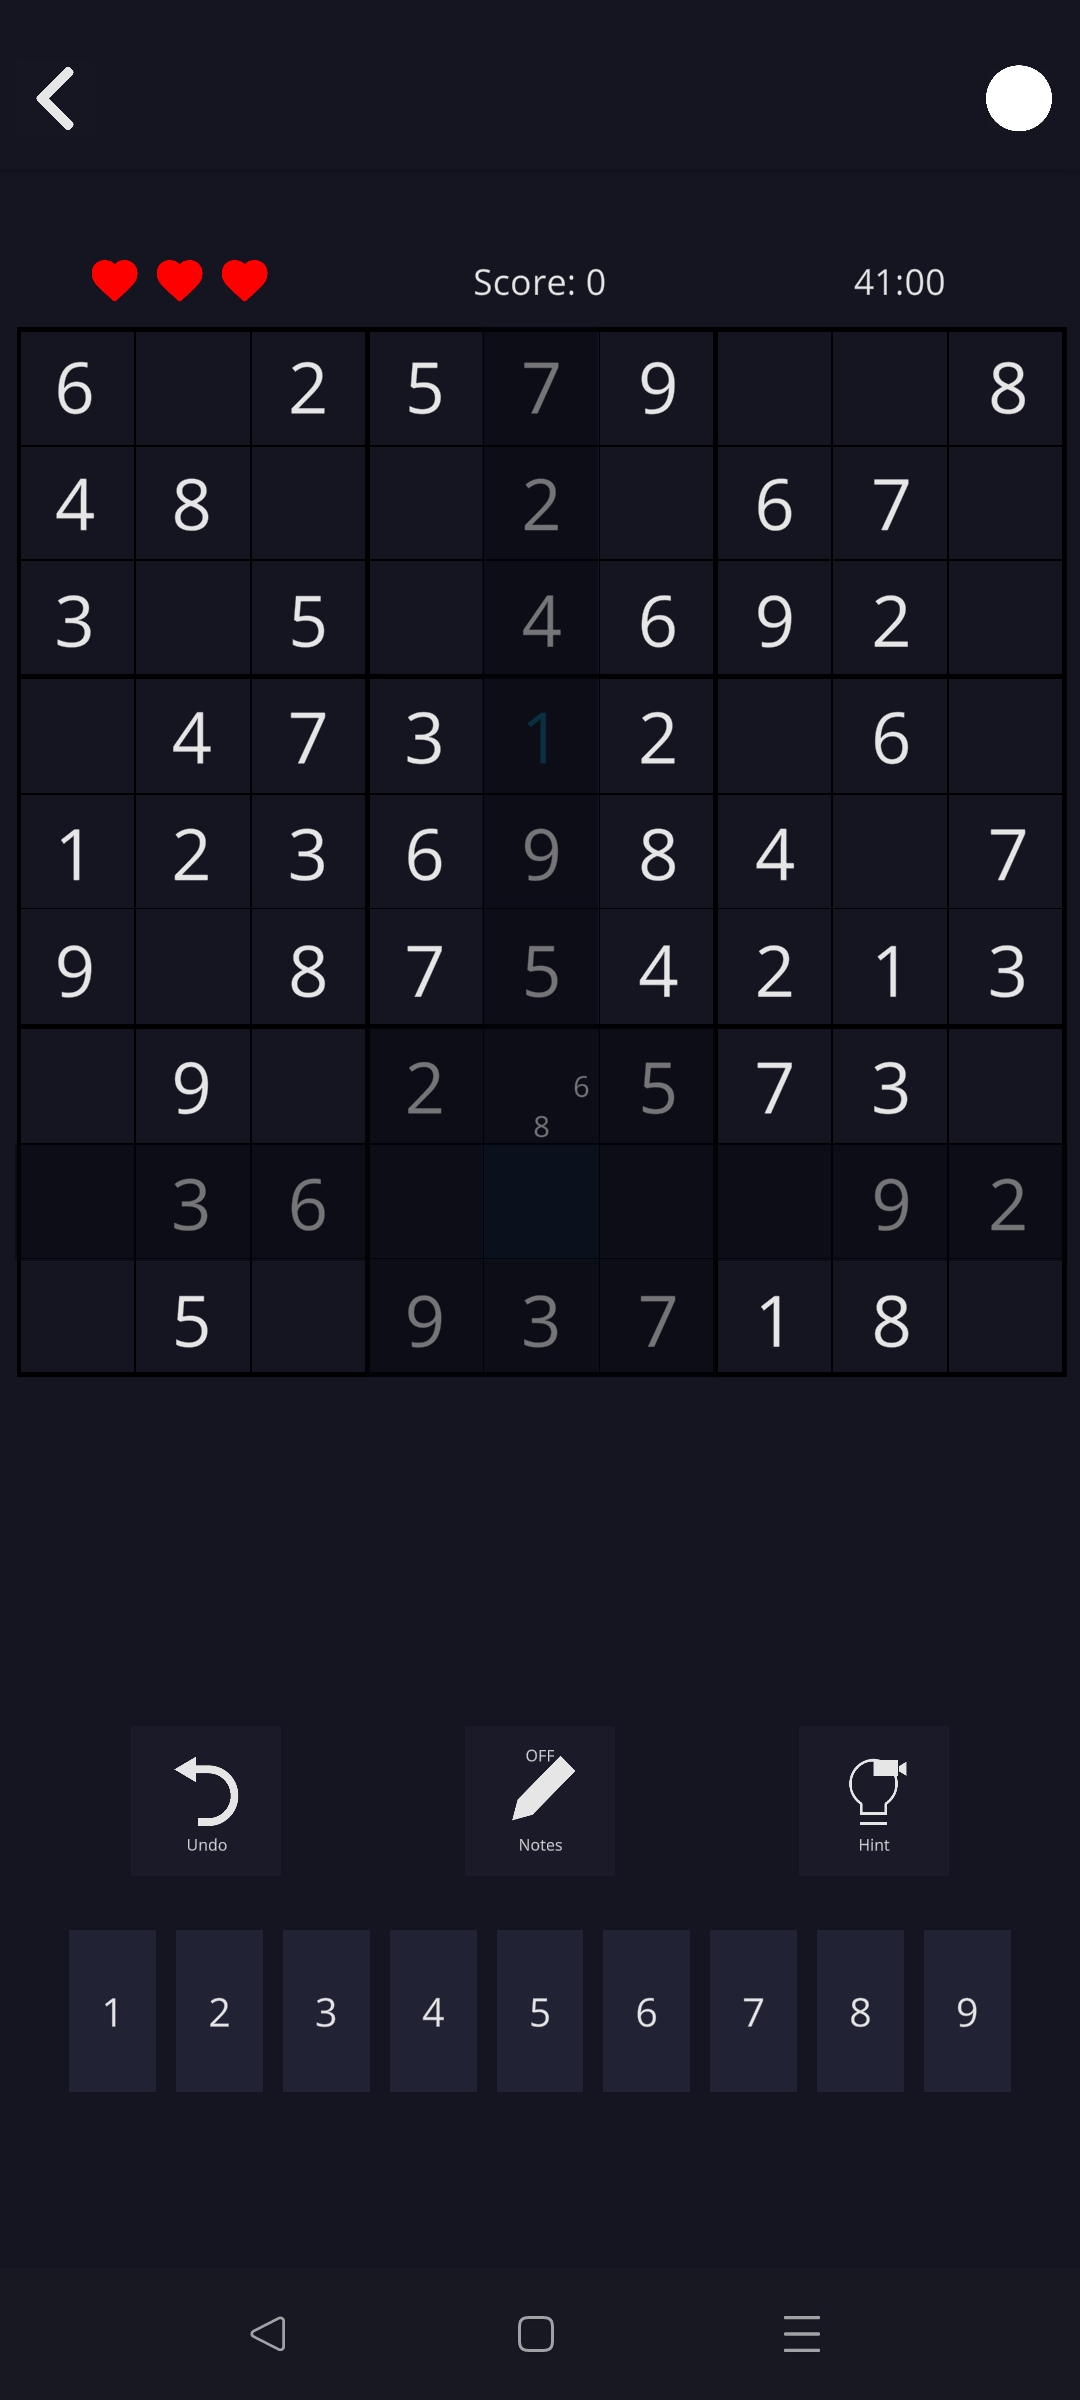 Score: 0 41:00
6 2 5 7 9 8
4 8 2 6 7
3 5 4 6 9 2
4 7 3 1 2 6
1 2 3 6 9 8 4 7
9 8 7 5 4 2 1 3
9 2 6 8 5 7 3
3 6 9 2
5 9 3 7 1 8
OFF
Undo Notes Hint
1 2 3 4 5 6 7 8 9